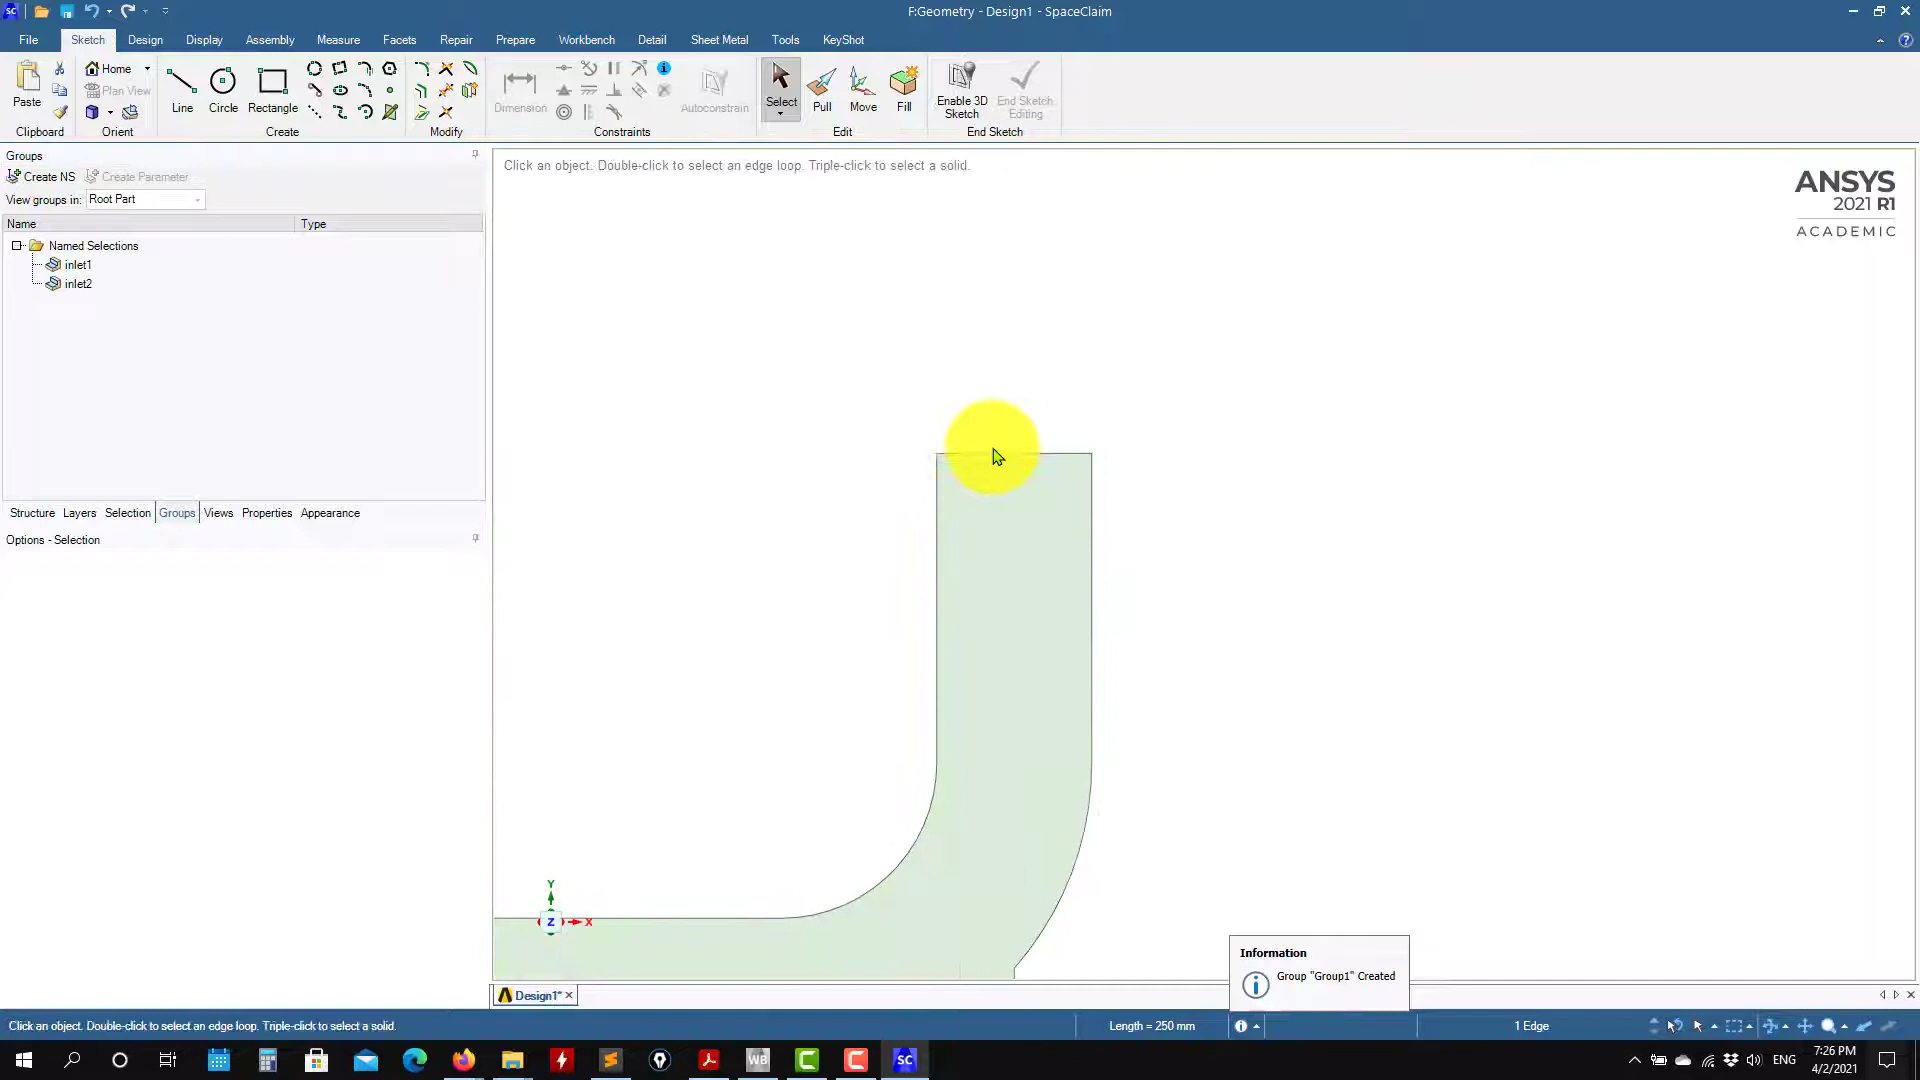 F:Geometry - Design1 - SpaceClaim
File Sketch Design Display Assembly Measure Facets Repair Prepare Workbench Detail Sheet Metal Tools KeyShot
Paste
Clipboard
Home
Plan View
Orient
Line Circle Rectangle
Create
Modify
Dimension
Autoconstrain
Constraints
Select Pull Move Fill
Edit
Enable 3D Sketch
End Sketch Editing
End Sketch
Groups
Create NS Create Parameter
View groups in: Root Part
Name Type
Named Selections
inlet1
inlet2
Structure Layers Selection Groups Views Properties Appearance
Options - Selection
Click an object. Double-click to select an edge loop. Triple-click to select a solid.
ANSYS
2021 R1
ACADEMIC
Y
Z X
Information
Group "Group1" Created
Design1*
Click an object. Double-click to select an edge loop. Triple-click to select a solid. Length = 250 mm 1 Edge
WB SC
ENG
7:26 PM
4/2/2021